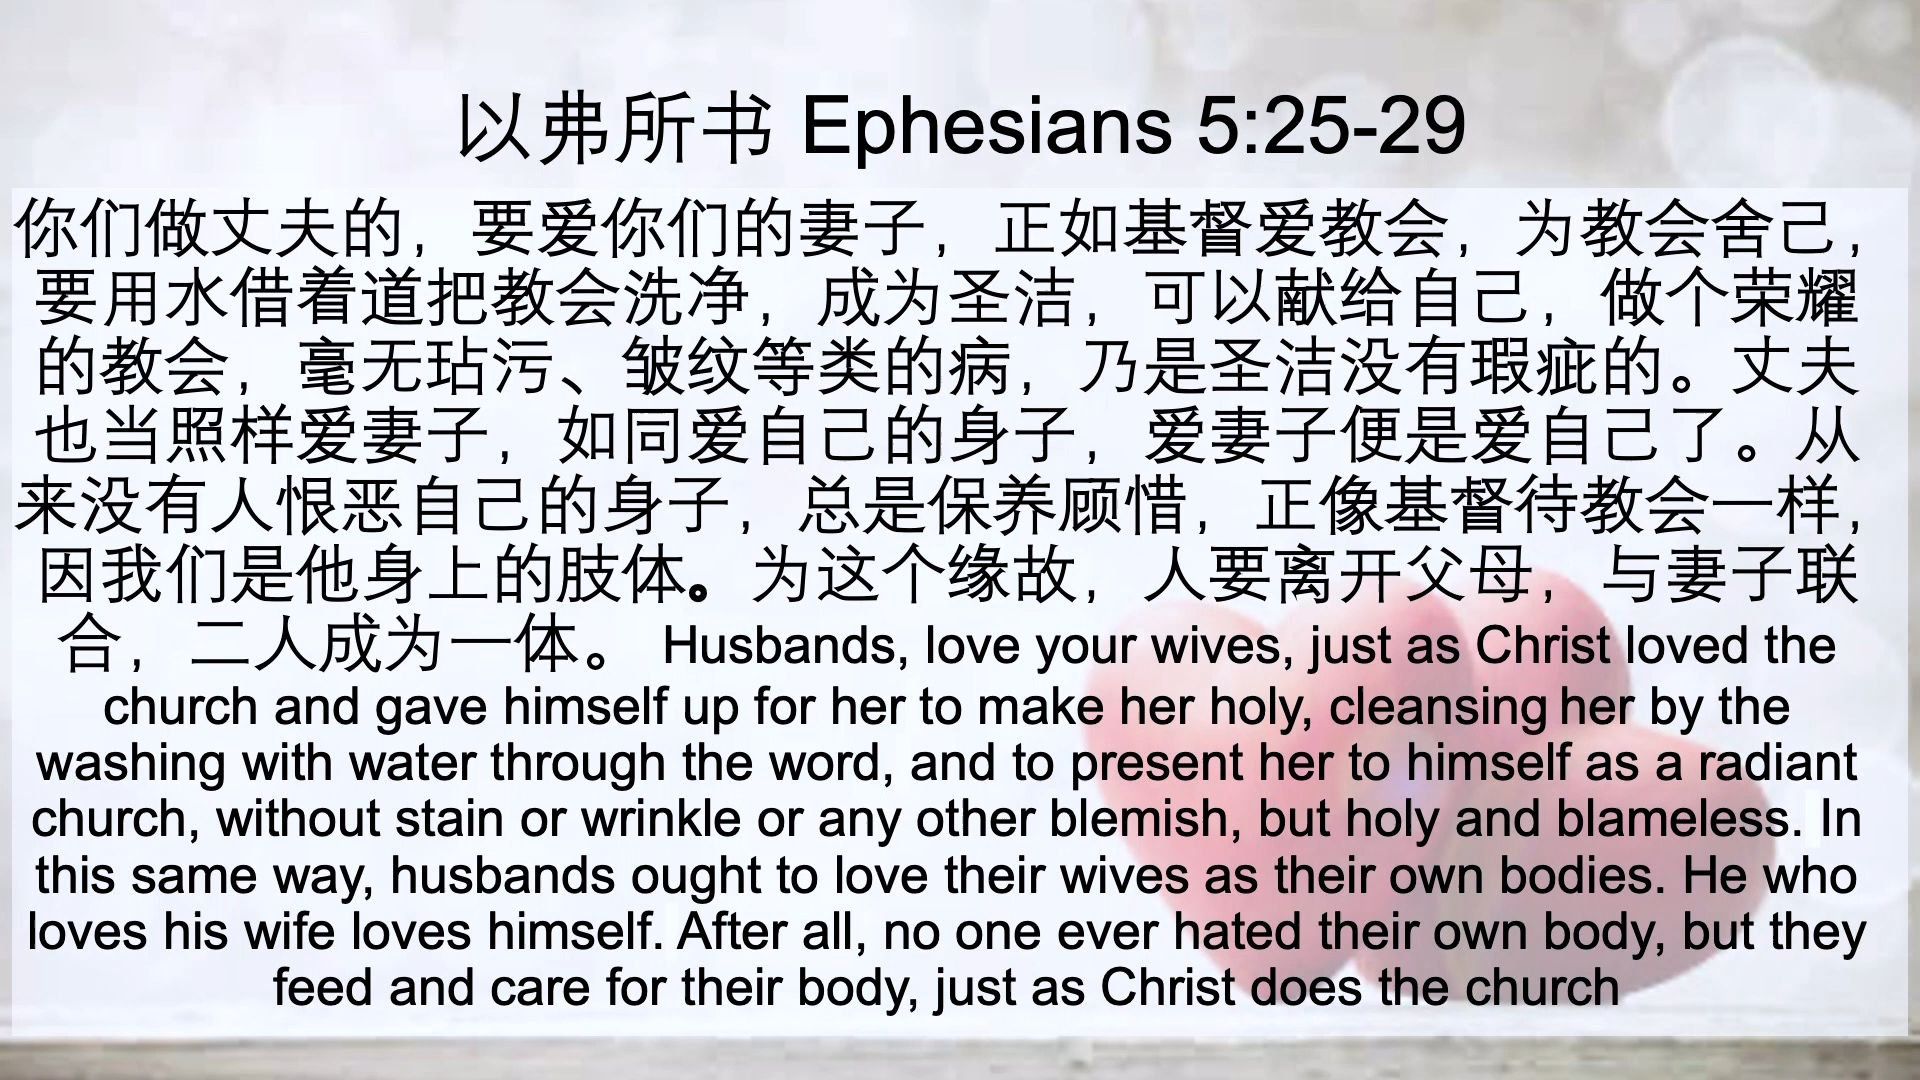 以弗所书 Ephesians 5:25-29
你们做丈夫的，要爱你们的妻子，正如基督爱教会，为教会舍己，
要用水借着道把教会洗净，成为圣洁，可以献给自己，做个荣耀
的教会，毫无玷污、皱纹等类的病，乃是圣洁没有瑕疵的。丈夫
也当照样爱妻子，如同爱自己的身子，爱妻子便是爱自己了。从
来没有人恨恶自己的身子，总是保养顾惜，正像基督待教会一样，
因我们是他身上的肢体。为这个缘故，人要离开父母，与妻子联
合，二人成为一体。 Husbands, love your wives, just as Christ loved the
church and gave himself up for her to make her holy, cleansing her by the
washing with water through the word, and to present her to himself as a radiant
church, without stain or wrinkle or any other blemish, but holy and blameless. In
this same way, husbands ought to love their wives as their own bodies. He who
loves his wife loves himself. After all, no one ever hated their own body, but they
feed and care for their body, just as Christ does the church